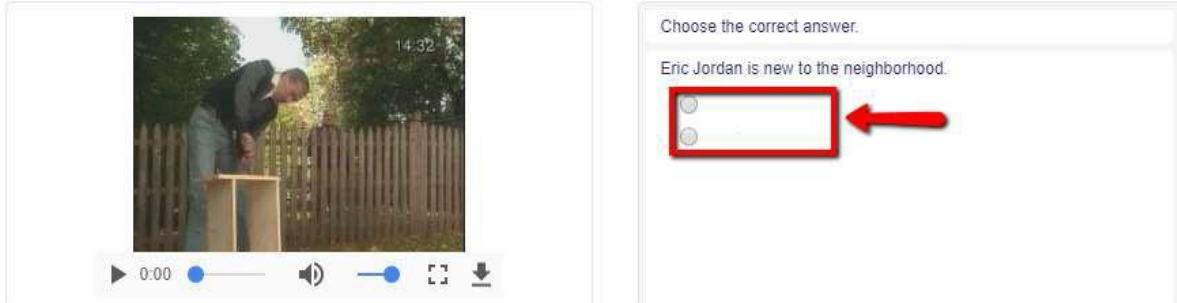 14:32
0:00
Choose the correct answer.
Eric Jordan is new to the neighborhood.